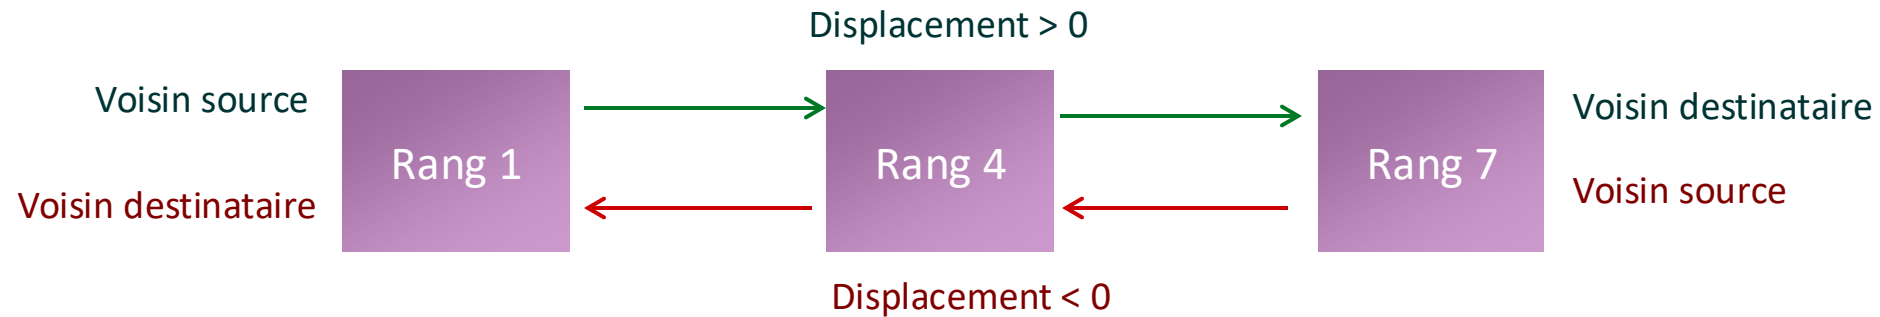 Displacement > 0
Voisin source
Voisin destinataire
Rang 1
Rang 4
Rang 7
Voisin destinataire
Voisin source
Displacement < 0